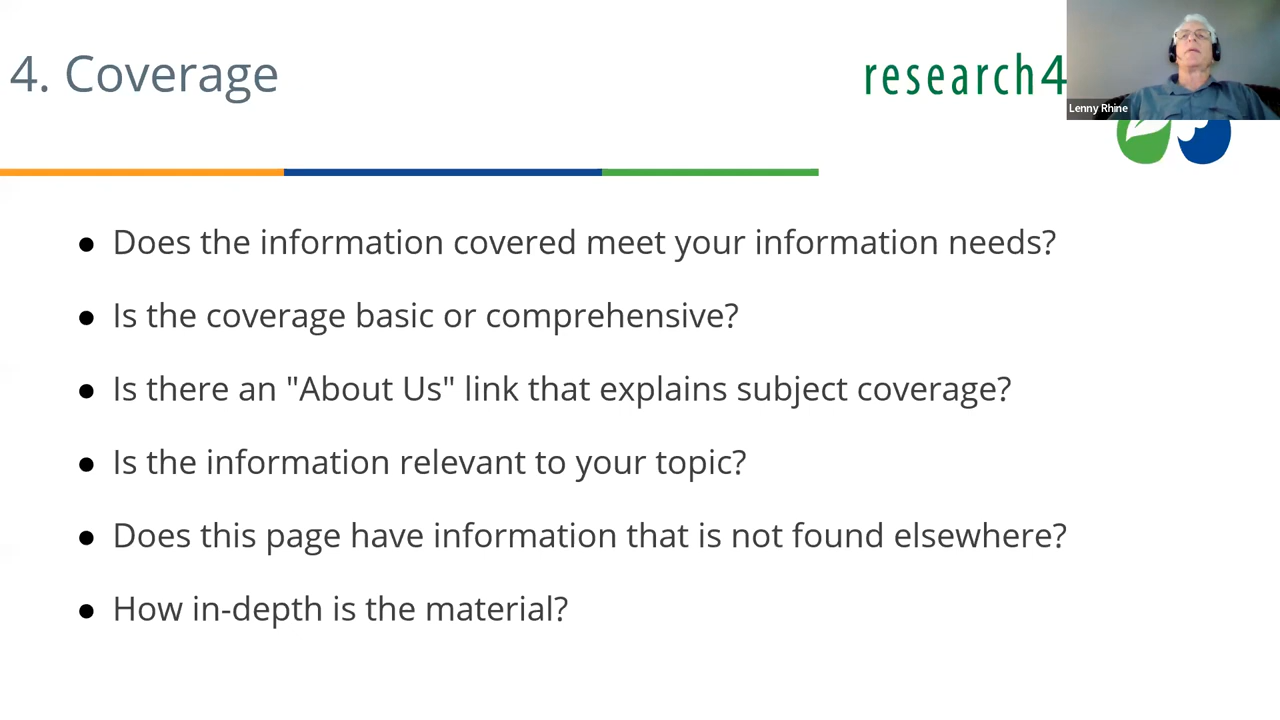 4. Coverage
research4
Lenny Rhine
● Does the information covered meet your information needs?
● Is the coverage basic or comprehensive?
● Is there an "About Us" link that explains subject coverage?
● Is the information relevant to your topic?
● Does this page have information that is not found elsewhere?
● How in-depth is the material?